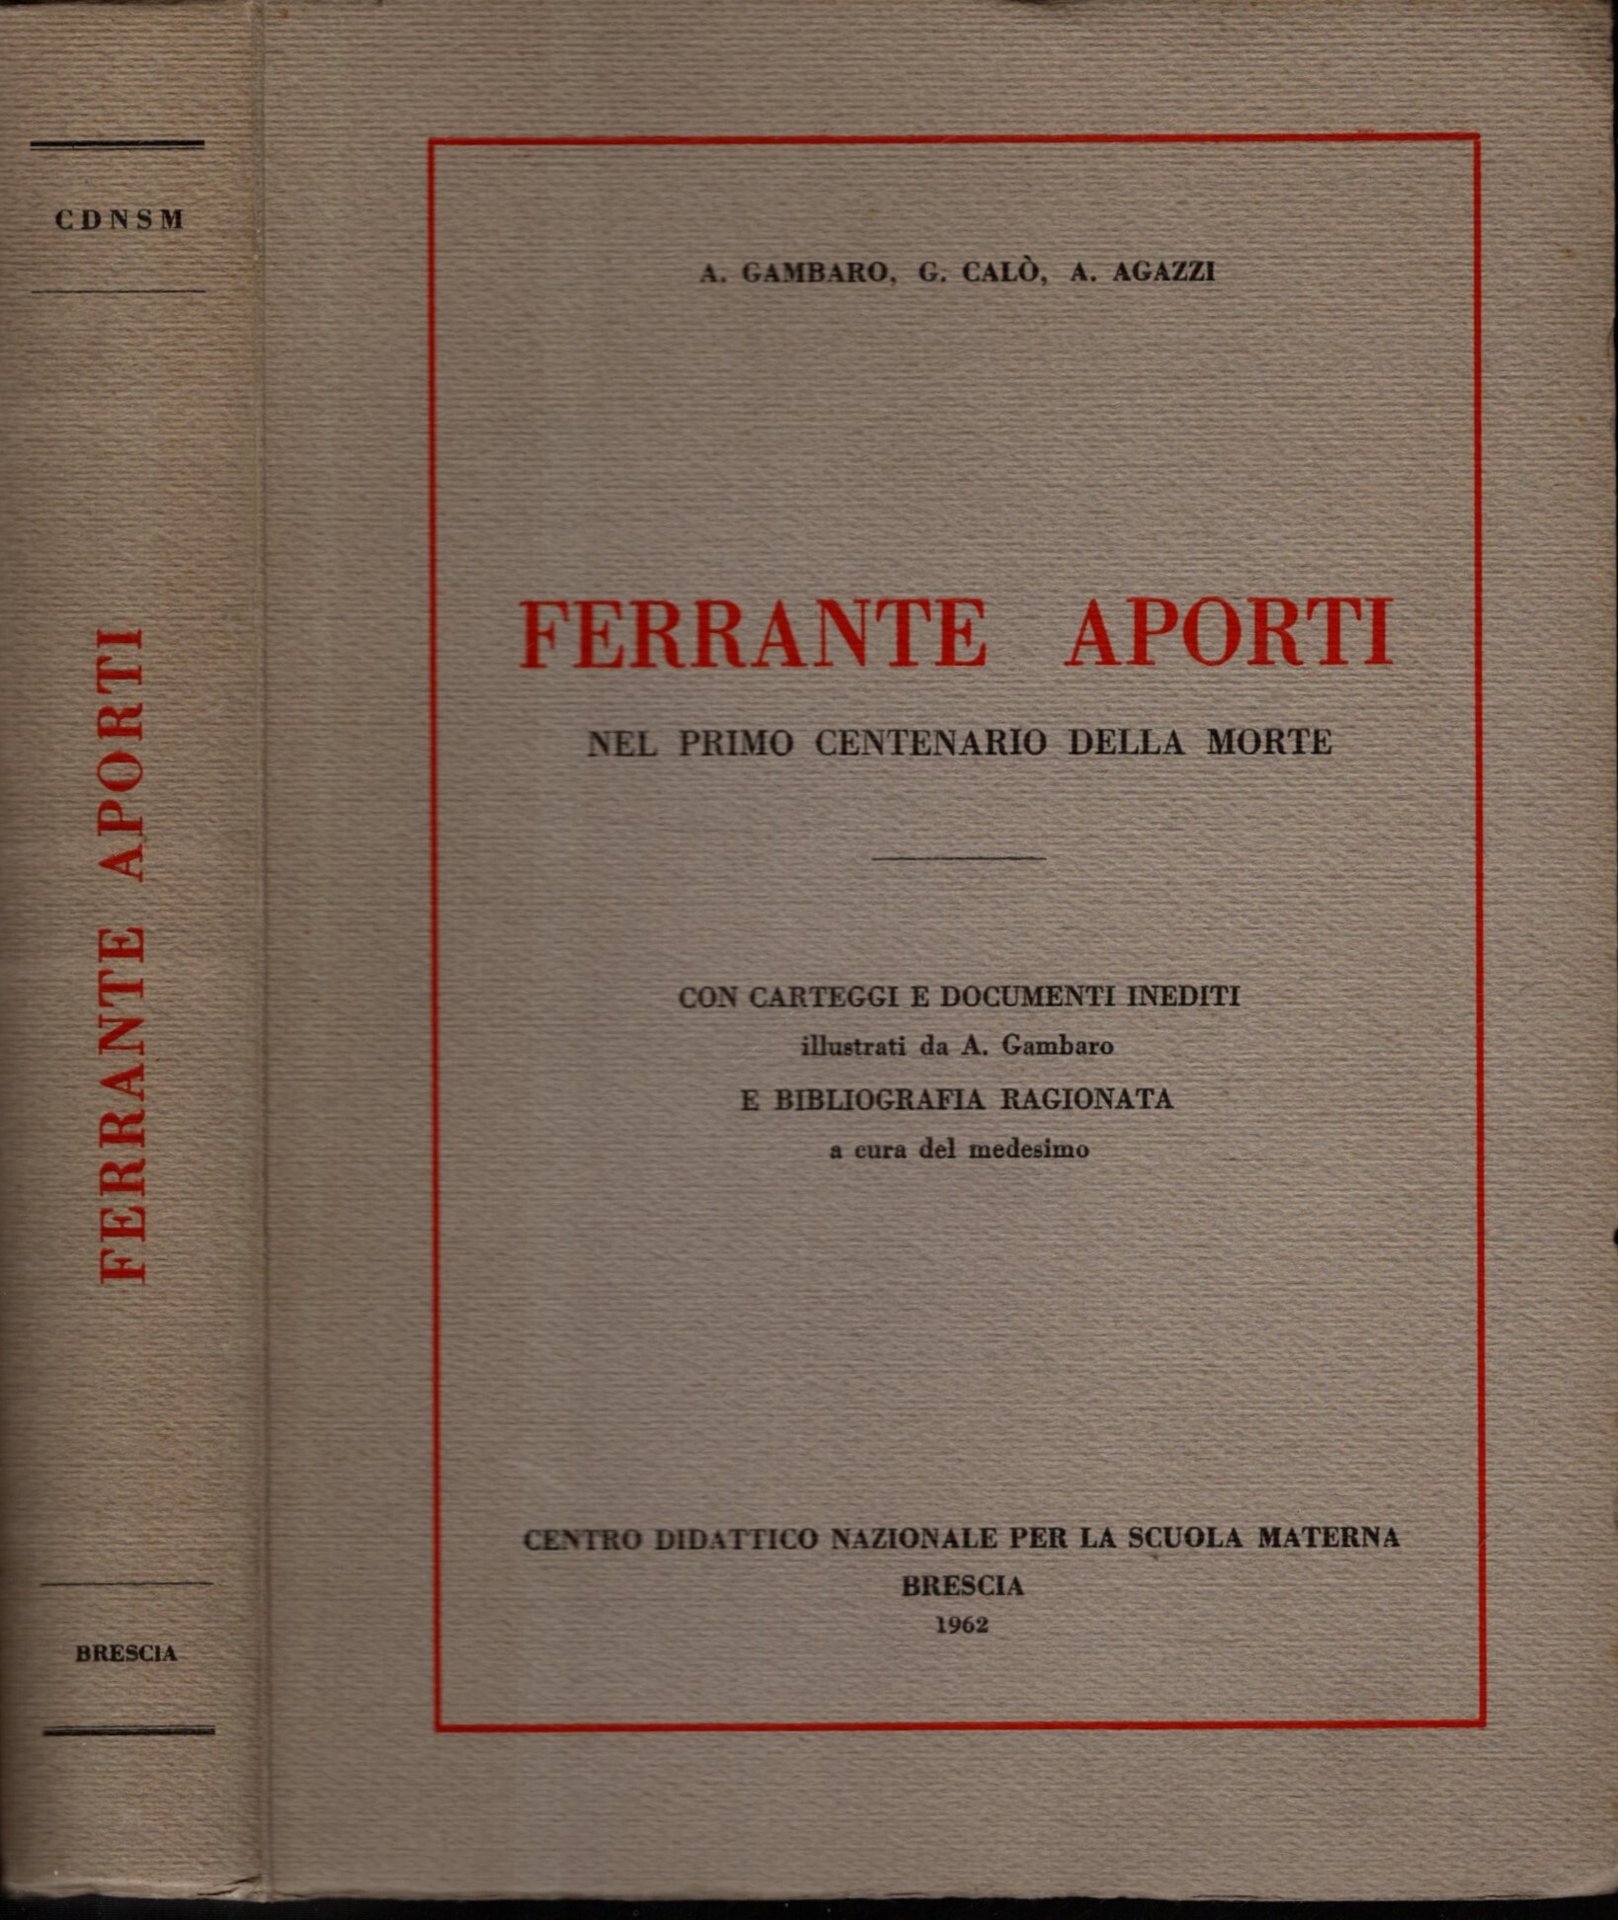 CDNSM
FERRANTE APORTI
BRESCIA
A. GAMBARO, G. CALÒ, A. AGAZZI
FERRANTE APORTI
NEL PRIMO CENTENARIO DELLA MORTE
CON CARTEGGI E DOCUMENTI INEDITI
illustrati da A. Gambaro
E BIBLIOGRAFIA RAGIONATA
a cura del medesimo
CENTRO DIDATTICO NAZIONALE PER LA SCUOLA MATERNA
BRESCIA
1962